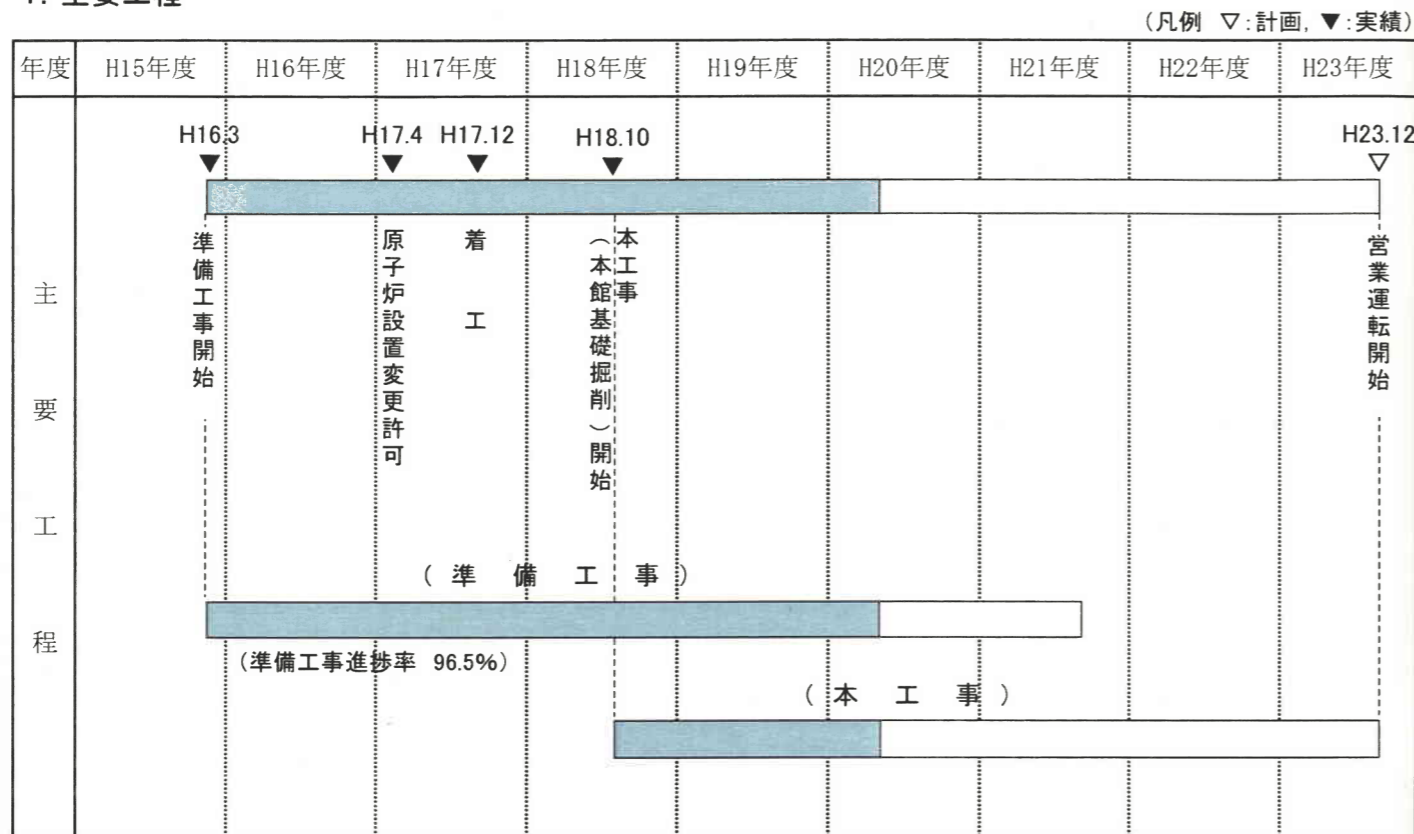 1. 主要工程
(凡例 ▽:計画, ▼:実績)
年度 H15年度 H16年度 H17年度 H18年度 H19年度 H20年度 H21年度 H22年度 H23年度
主要工程
H16.3 H17.4 H17.12 H18.10 H23.12
▼ ▼ ▼ ▼ ▽
準備工事開始
原子炉設置変更許可
着工
本工事
(本館基礎掘削)開始
営業運転開始
(準備工事)
(準備工事進捗率 96.5%)
(本工事)